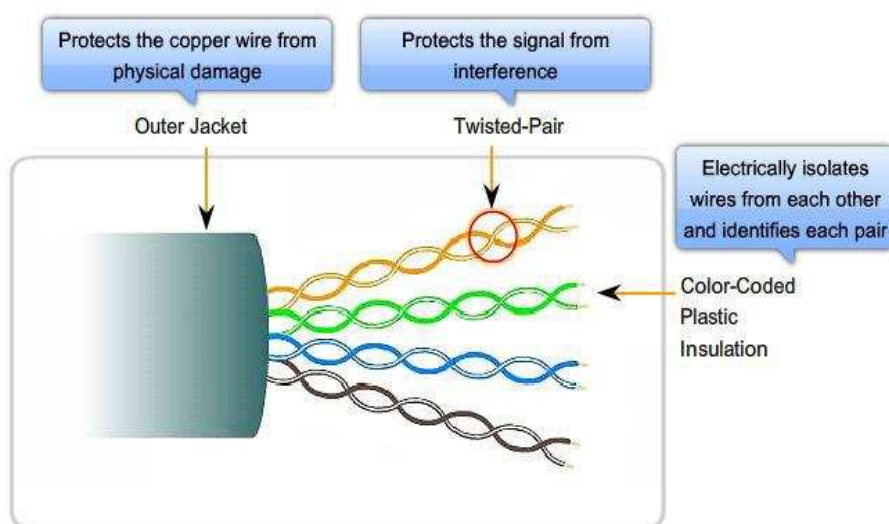 Protects the copper wire from
physical damage
Protects the signal from
interference
Outer Jacket
Twisted-Pair
Electrically isolates
wires from each other
and identifies each pair
Color-Coded
Plastic
Insulation